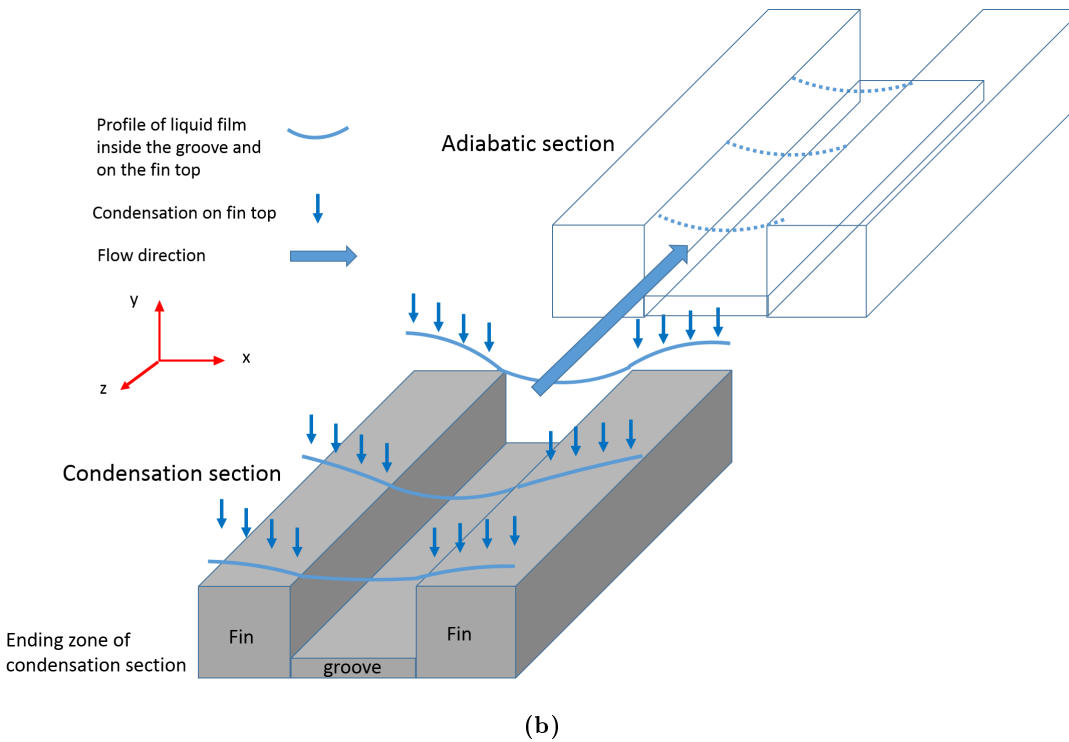 Profile of liquid film
inside the groove and
on the fin top
Adiabatic section
Condensation on fin top
Flow direction
y
x
z
Condensation section
Fin
Fin
Ending zone of
condensation section
groove
(b)